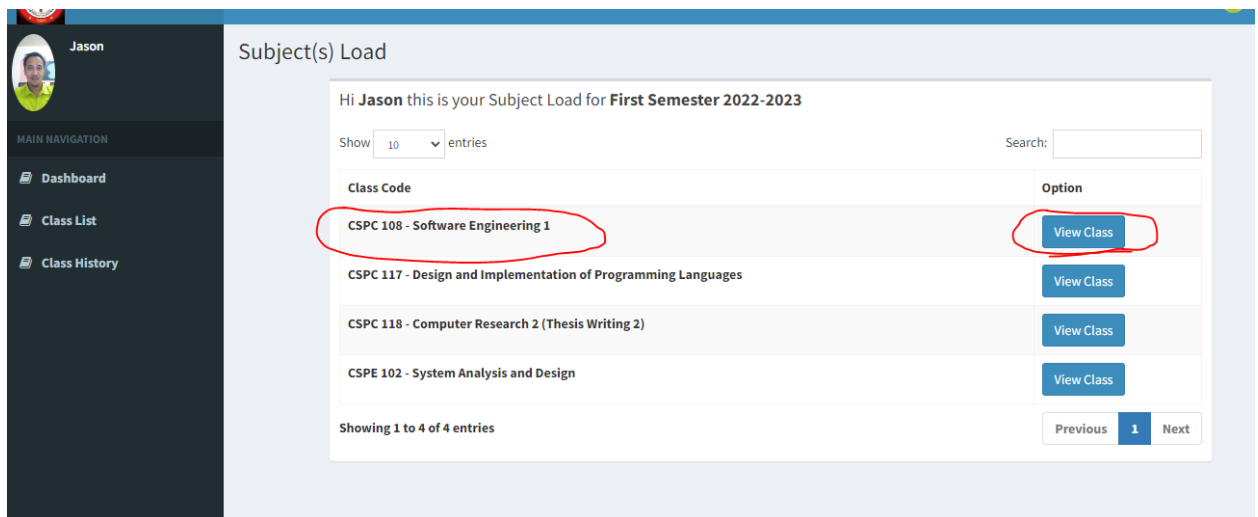 Jason
MAIN NAVIGATION
Dashboard
Class List
Class History
Subject(s) Load
Hi Jason this is your Subject Load for First Semester 2022-2023
Show 10 entries
Search:
Class Code Option
CSPC 108 - Software Engineering 1 View Class
CSPC 117 - Design and Implementation of Programming Languages View Class
CSPC 118 - Computer Research 2 (Thesis Writing 2) View Class
CSPE 102 - System Analysis and Design View Class
Showing 1 to 4 of 4 entries
Previous 1 Next